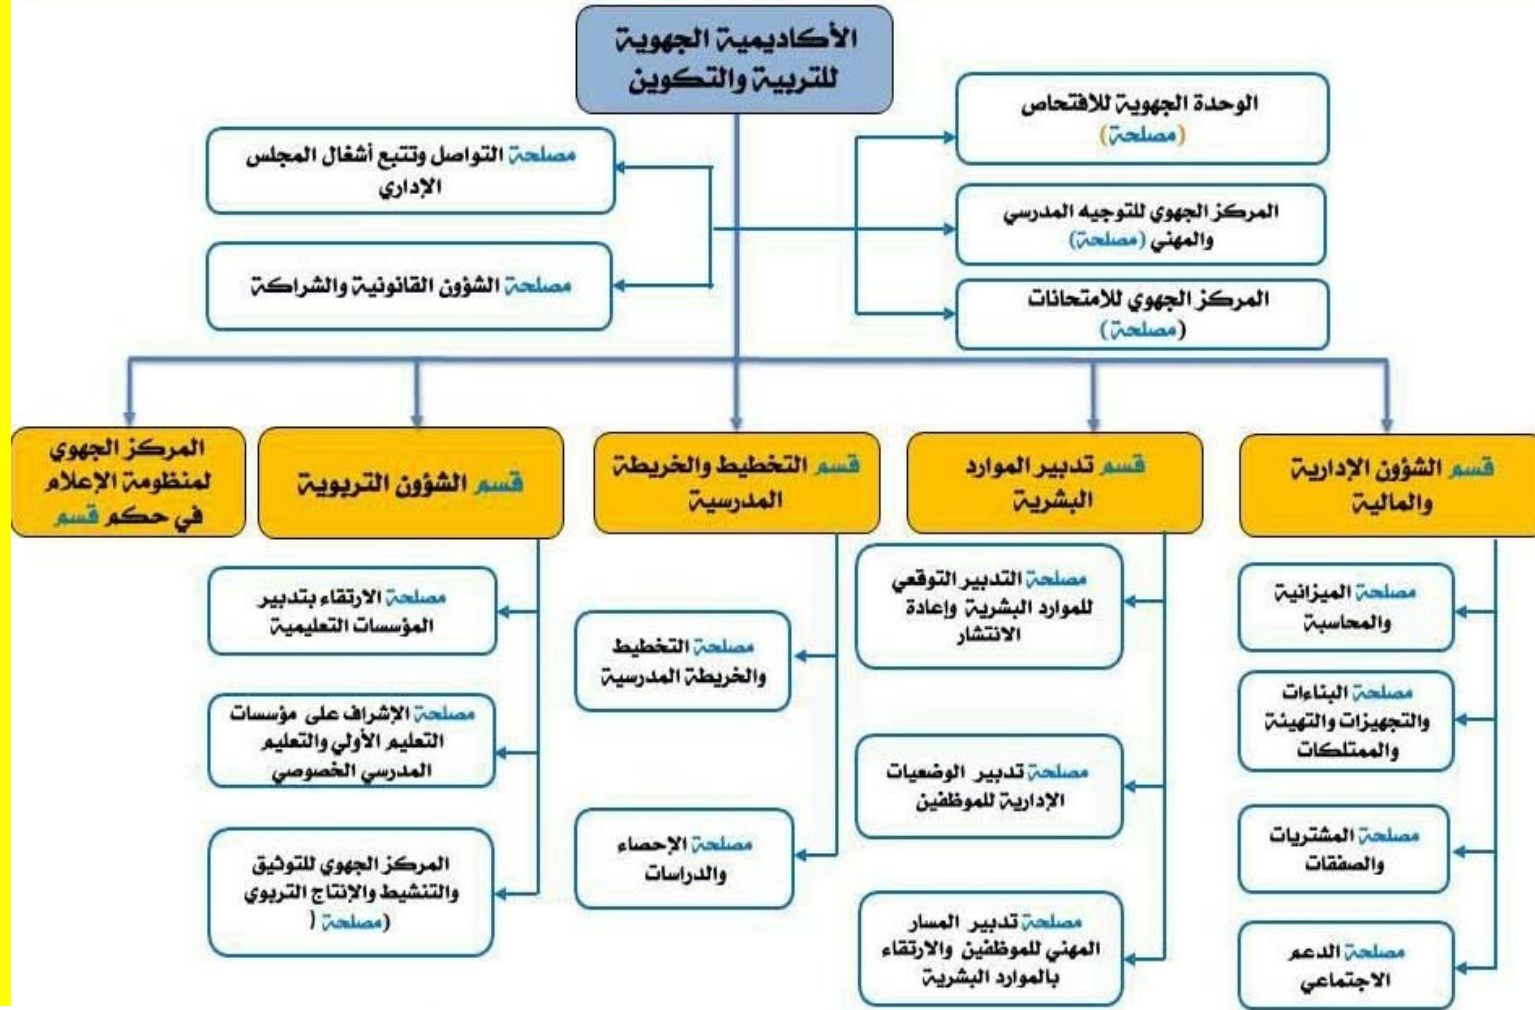 الأكاديمية الجهوية
للتربية والتكوين
الوحدة الجهوية للافتحاص
(مصلحة)
المركز الجهوي للتوجيه المدرسي
والمهني (مصلحة)
المركز الجهوي للامتحانات
(مصلحة)
مصلحة التواصل وتتبع أشغال المجلس
الإداري
مصلحة الشؤون القانونية والشراكة
قسم الشؤون الإدارية
والمالية
مصلحة الميزانية
والمحاسبة
مصلحة البناءات
والتجهيزات والتهيئة
والممتلكات
مصلحة المشتريات
والصفقات
مصلحة الدعم
الاجتماعي
قسم تدبير الموارد
البشرية
مصلحة التدبير التوقعي
للموارد البشرية وإعادة
الانتشار
مصلحة تدبير الوضعيات
الإدارية للموظفين
مصلحة تدبير المسار
المهني للموظفين والارتقاء
بالموارد البشرية
قسم التخطيط والخريطة
المدرسية
مصلحة التخطيط
والخريطة المدرسية
مصلحة الإحصاء
والدراسات
قسم الشؤون التربوية
مصلحة الارتقاء بتدبير
المؤسسات التعليمية
مصلحة الإشراف على مؤسسات
التعليم الأولي والتعليم
المدرسي الخصوصي
المركز الجهوي للتوثيق
والتنشيط والإنتاج التربوي
(مصلحة (
المركز الجهوي
لمنظومة الإعلام
في حكم قسم